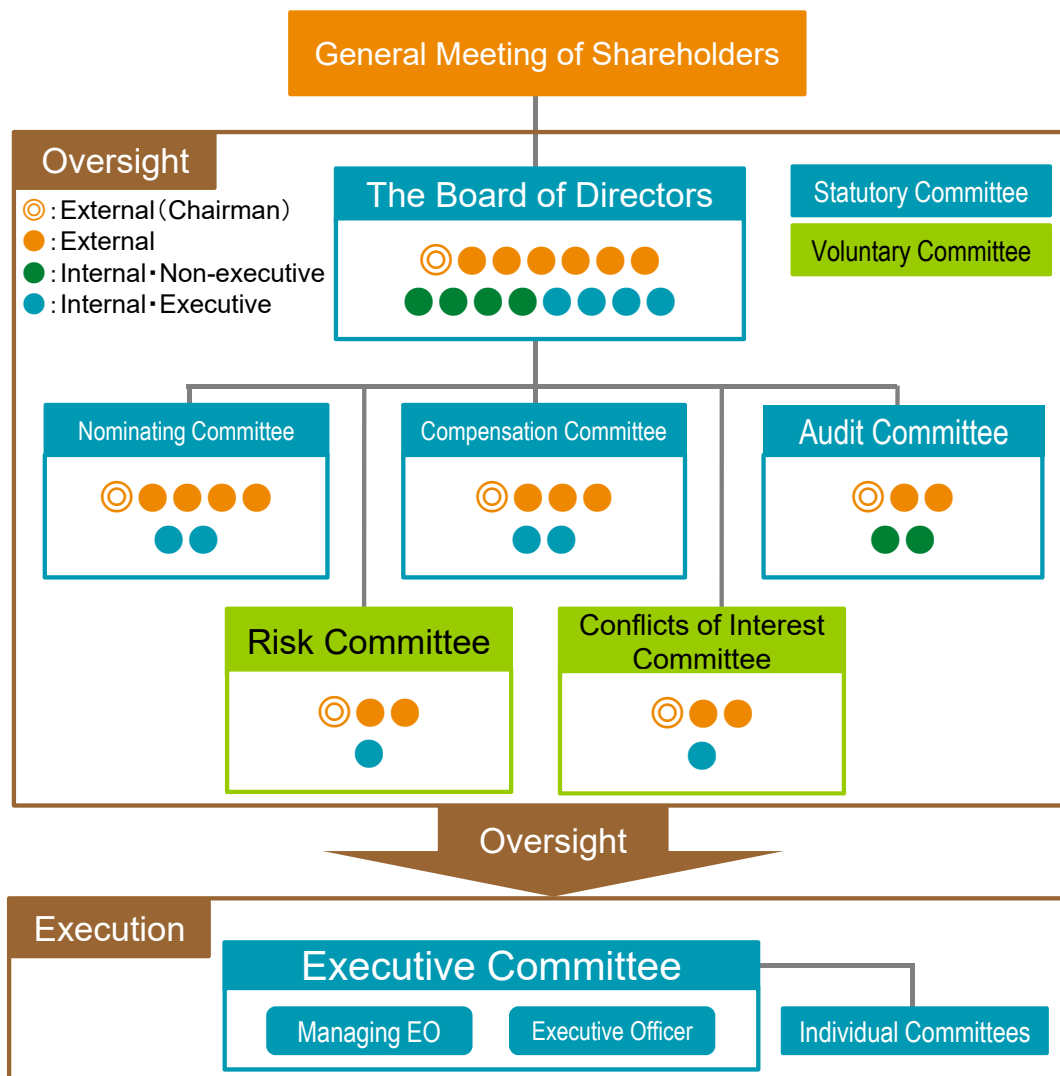 General Meeting of Shareholders
Oversight
◎:External(Chairman)
●:External
●:Internal・Non-executive
●:Internal・Executive
The Board of Directors
Statutory Committee
Voluntary Committee
Nominating Committee
Compensation Committee
Audit Committee
Risk Committee
Conflicts of Interest
Committee
Oversight
Execution
Executive Committee
Managing EO
Executive Officer
Individual Committees